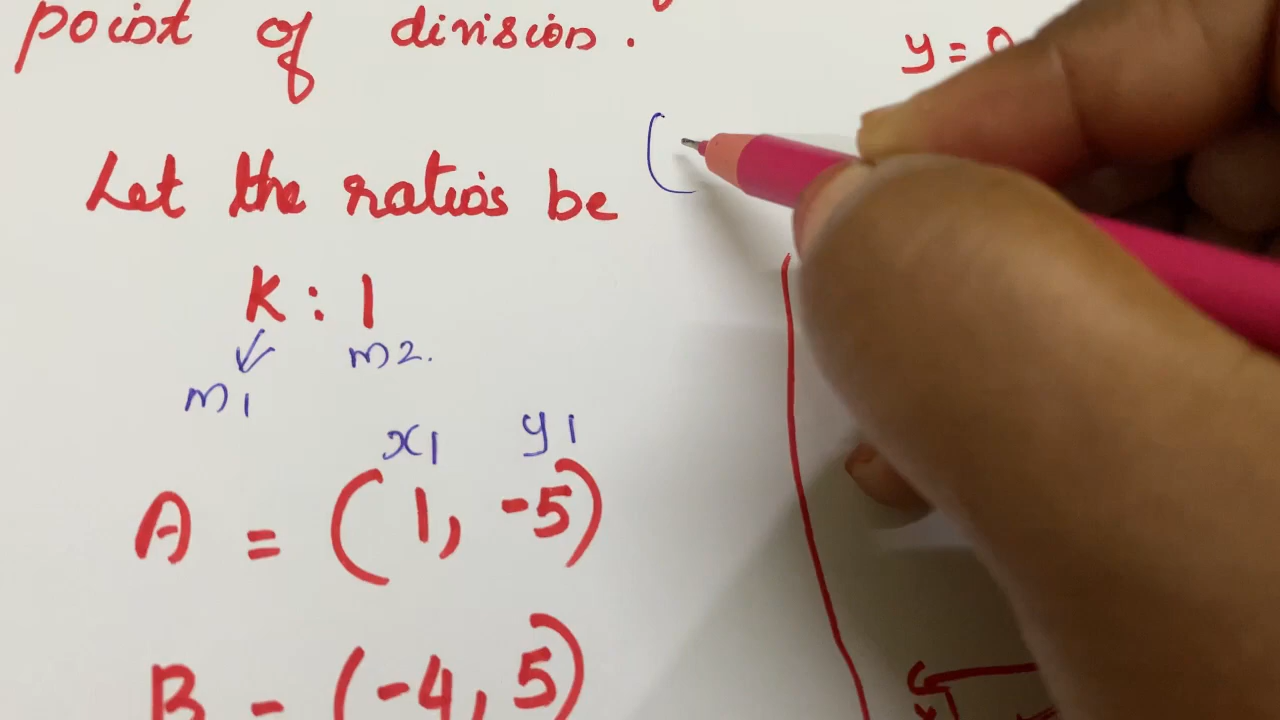 point of division.
y = 0
Let the ratios be (
K : 1
m1 m2.
x1 y1
A = (1, -5)
B = (-4, 5)